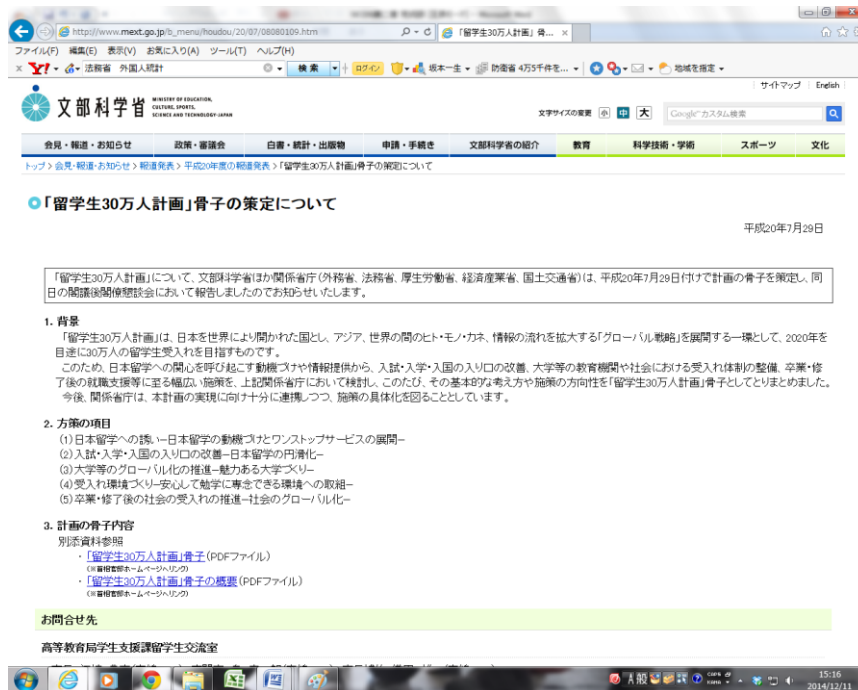 http://www.mext.go.jp/b_menu/houdou/20/07/08080109.htm
「留学生30万人計画」骨...
ファイル(F) 編集(E) 表示(V) お気に入り(A) ツール(T) ヘルプ(H)
Y! 法務省 外国人統計 検索 ログイン 坂本一生 防衛省 4万5千件を... 地域を指定
サイトマップ English
文部科学省 MINISTRY OF EDUCATION, CULTURE, SPORTS, SCIENCE AND TECHNOLOGY-JAPAN
文字サイズの変更 小 中 大 Google カスタム検索
会見・報道・お知らせ 政策・審議会 白書・統計・出版物 申請・手続き 文部科学省の紹介 教育 科学技術・学術 スポーツ 文化
トップ > 会見・報道・お知らせ > 報道発表 > 平成20年度の報道発表 > 「留学生30万人計画」骨子の策定について
「留学生30万人計画」骨子の策定について
平成20年7月29日
「留学生30万人計画」について、文部科学省ほか関係省庁(外務省、法務省、厚生労働省、経済産業省、国土交通省)は、平成20年7月29日付けで計画の骨子を策定し、同
日の閣議後閣僚懇談会において報告しましたのでお知らせいたします。
1. 背景
「留学生30万人計画」は、日本を世界により開かれた国とし、アジア、世界の間のヒト・モノ・カネ、情報の流れを拡大する「グローバル戦略」を展開する一環として、2020年を
目途に30万人の留学生受入れを目指すものです。
このため、日本留学への関心を呼び起こす動機づけや情報提供から、入試・入学・入国の入り口の改善、大学等の教育機関や社会における受入れ体制の整備、卒業・修
了後の就職支援等に至る幅広い施策を、上記関係省庁において検討し、このたび、その基本的な考え方や施策の方向性を「留学生30万人計画」骨子としてとりまとめました。
今後、関係省庁は、本計画の実現に向け十分に連携しつつ、施策の具体化を図ることとしています。
2. 方策の項目
(1)日本留学への誘い−日本留学の動機づけとワンストップサービスの展開−
(2)入試・入学・入国の入り口の改善−日本留学の円滑化−
(3)大学等のグローバル化の推進−魅力ある大学づくり−
(4)受入れ環境づくり−安心して勉学に専念できる環境への取組−
(5)卒業・修了後の社会の受入れの推進−社会のグローバル化−
3. 計画の骨子内容
別添資料参照
・「留学生30万人計画」骨子(PDFファイル)
(※首相官邸ホームページへリンク)
・「留学生30万人計画」骨子の概要(PDFファイル)
(※首相官邸ホームページへリンク)
お問合せ先
高等教育局学生支援課留学生交流室
A 般 CAPS KANA 15:16
2014/12/11